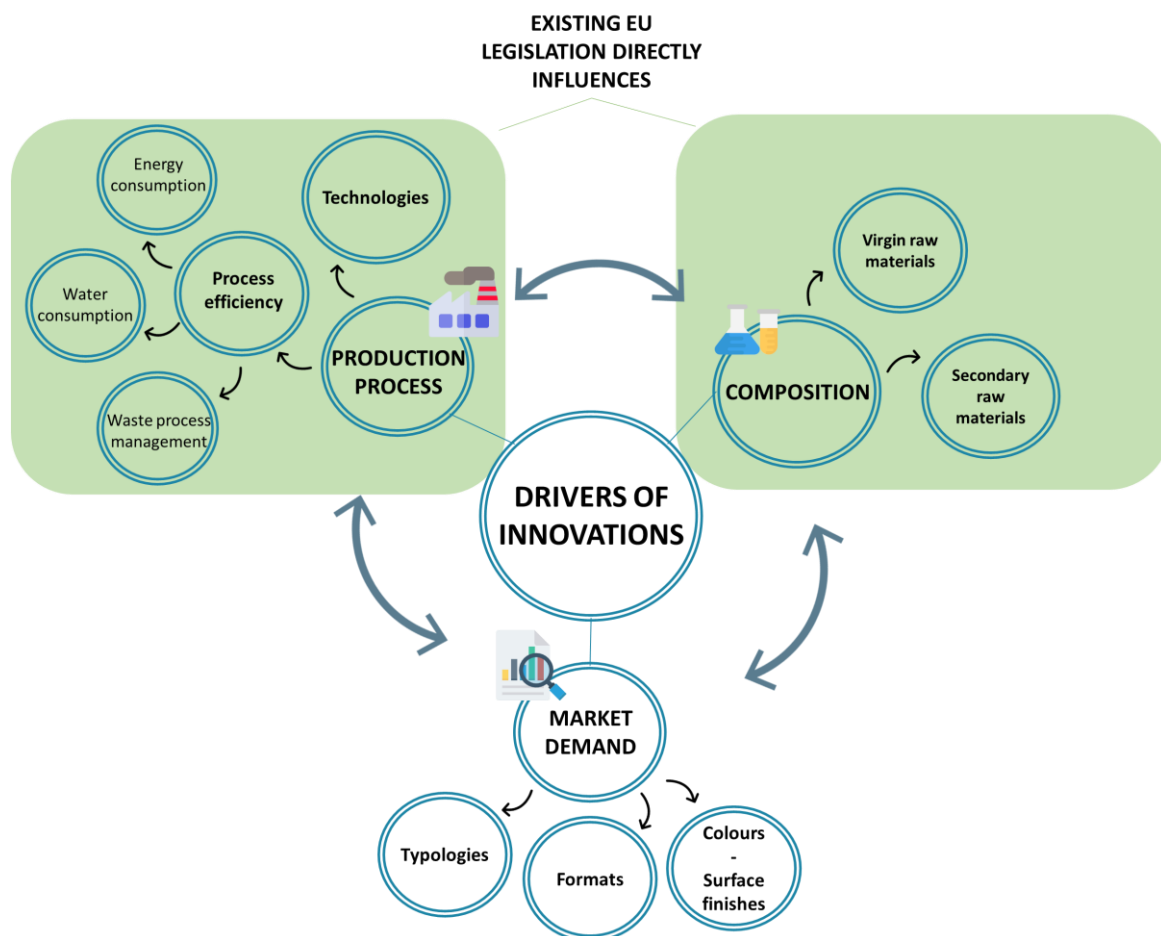 EXISTING EU
LEGISLATION DIRECTLY
INFLUENCES
Energy
consumption
Technologies
Process
efficiency
Water
consumption
PRODUCTION
PROCESS
Waste process
management
Virgin raw
materials
COMPOSITION
Secondary
raw
materials
DRIVERS OF
INNOVATIONS
MARKET
DEMAND
Typologies
Formats
Colours
-
Surface
finishes